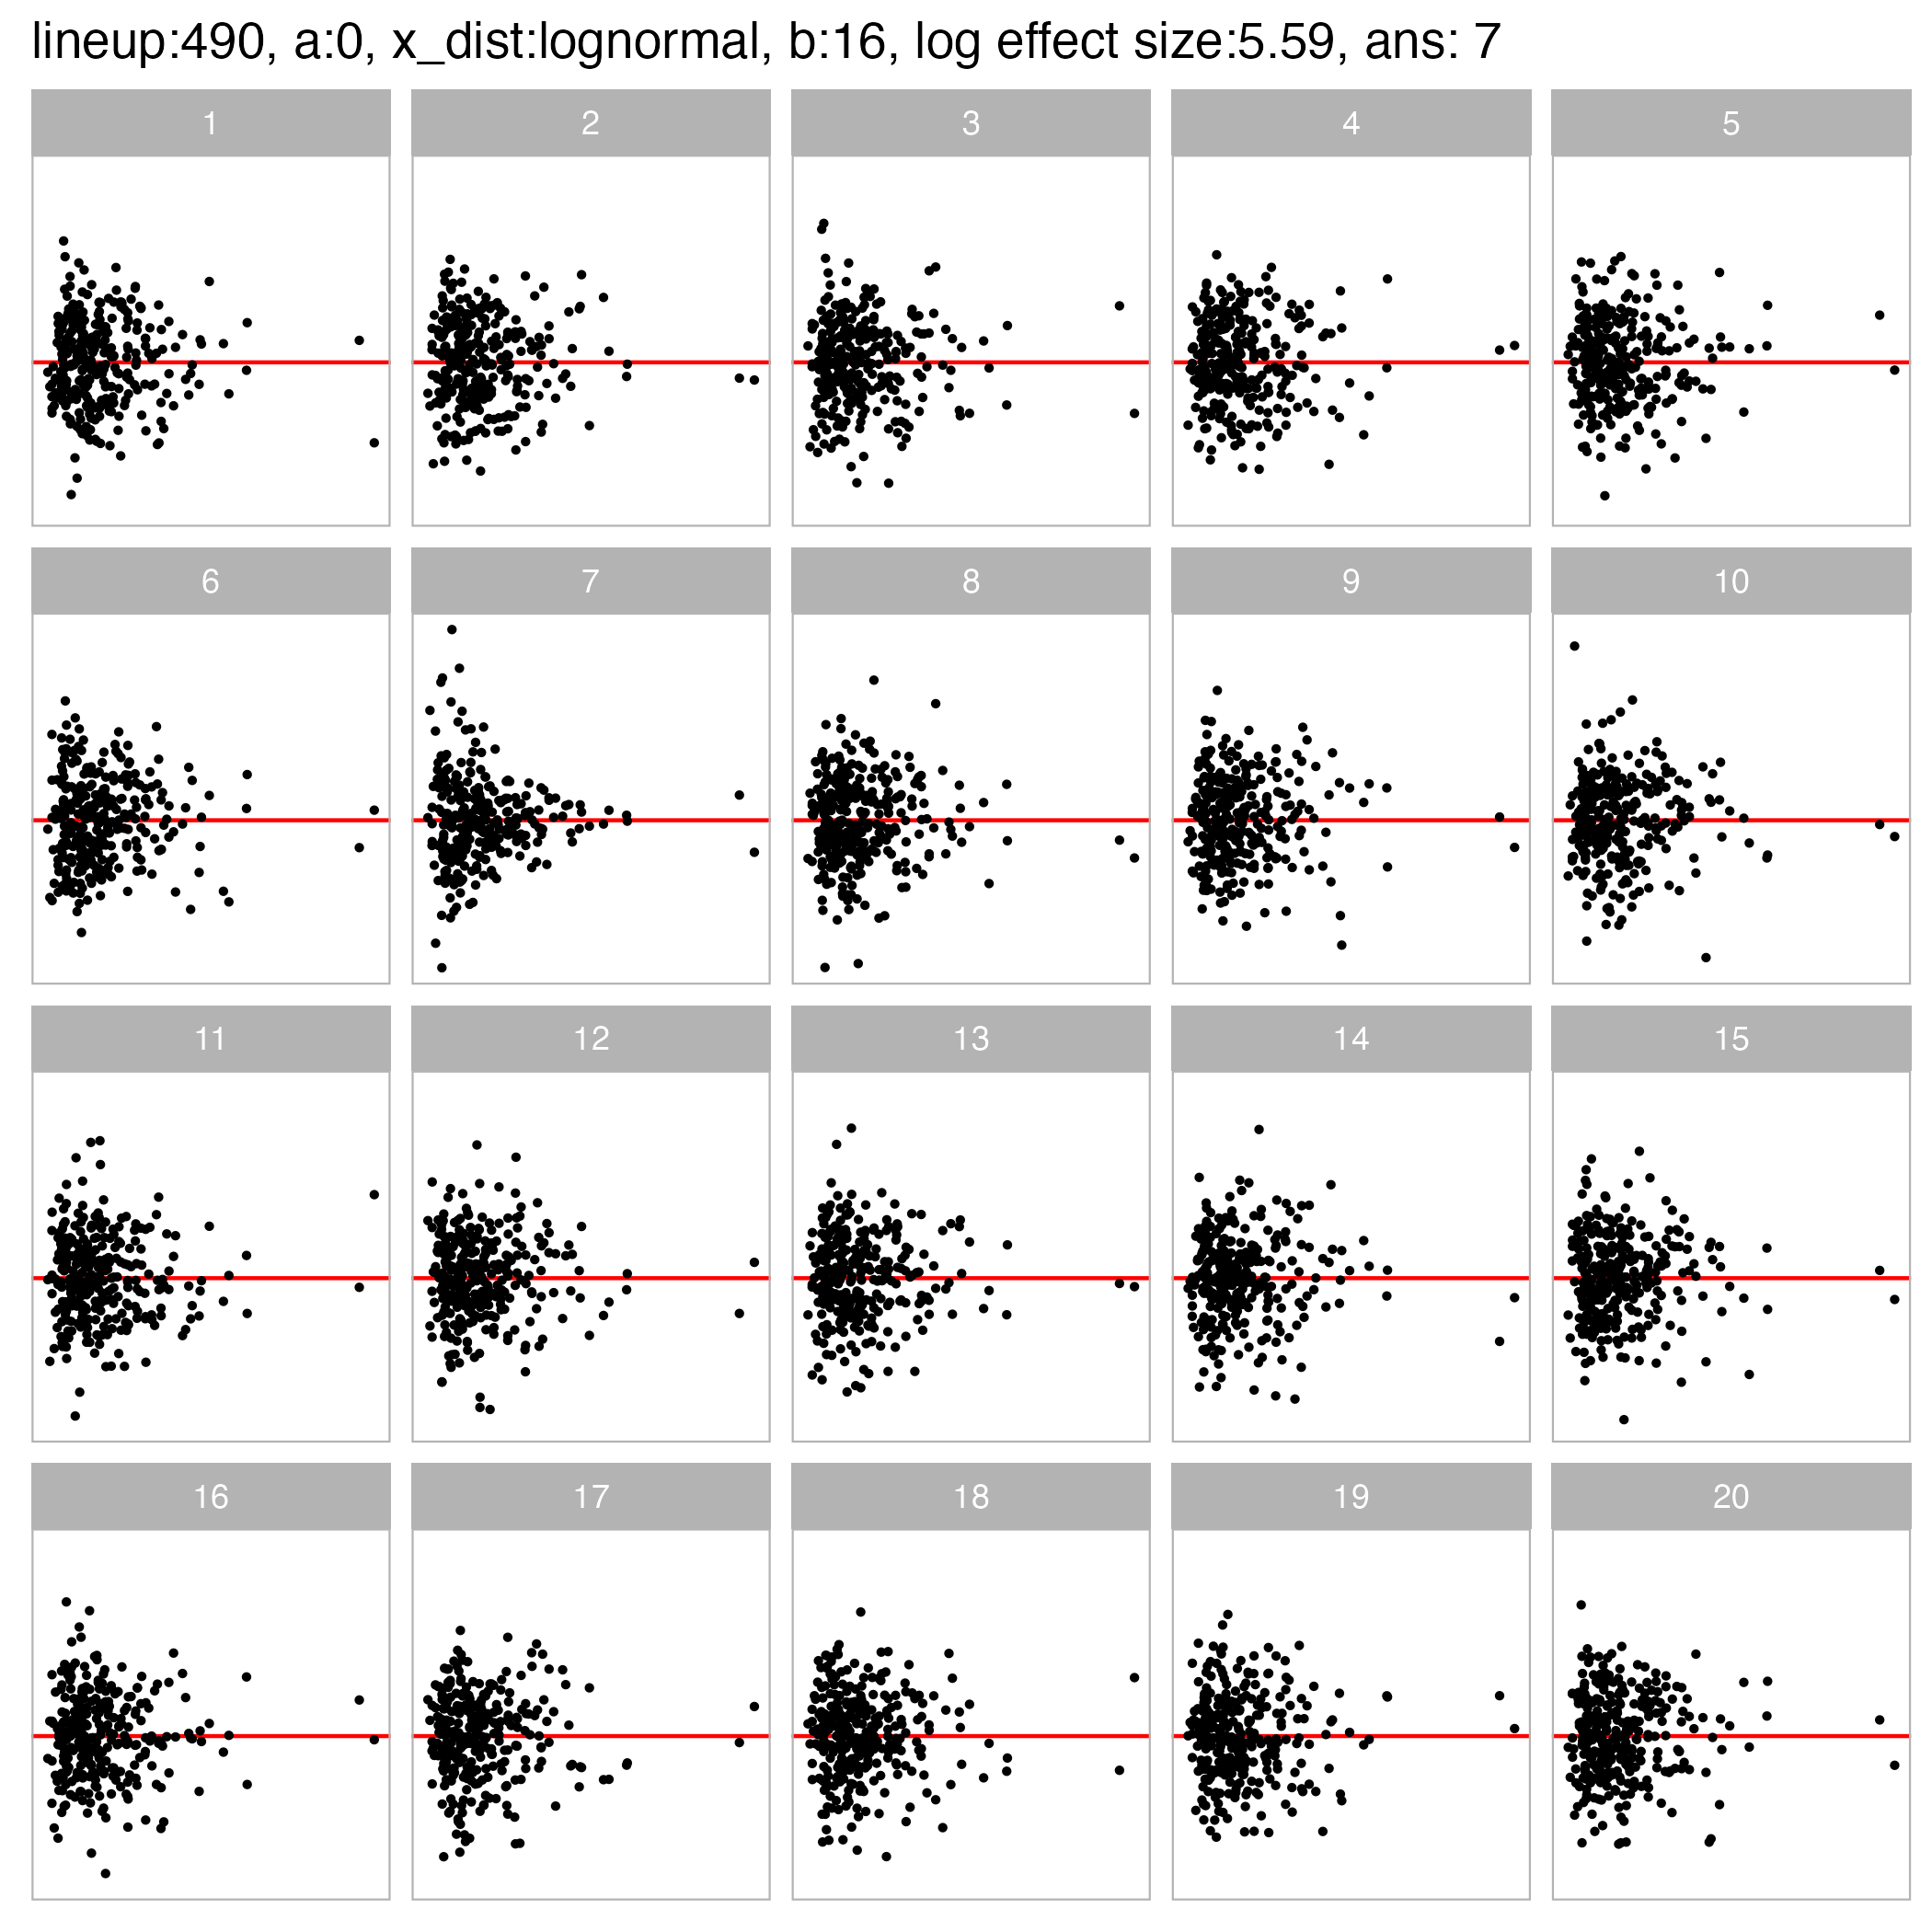 lineup:490, a:0, x_dist:lognormal, b:16, log effect size:5.59, ans: 7
1 2 3 4 5
6 7 8 9 10
11 12 13 14 15
16 17 18 19 20